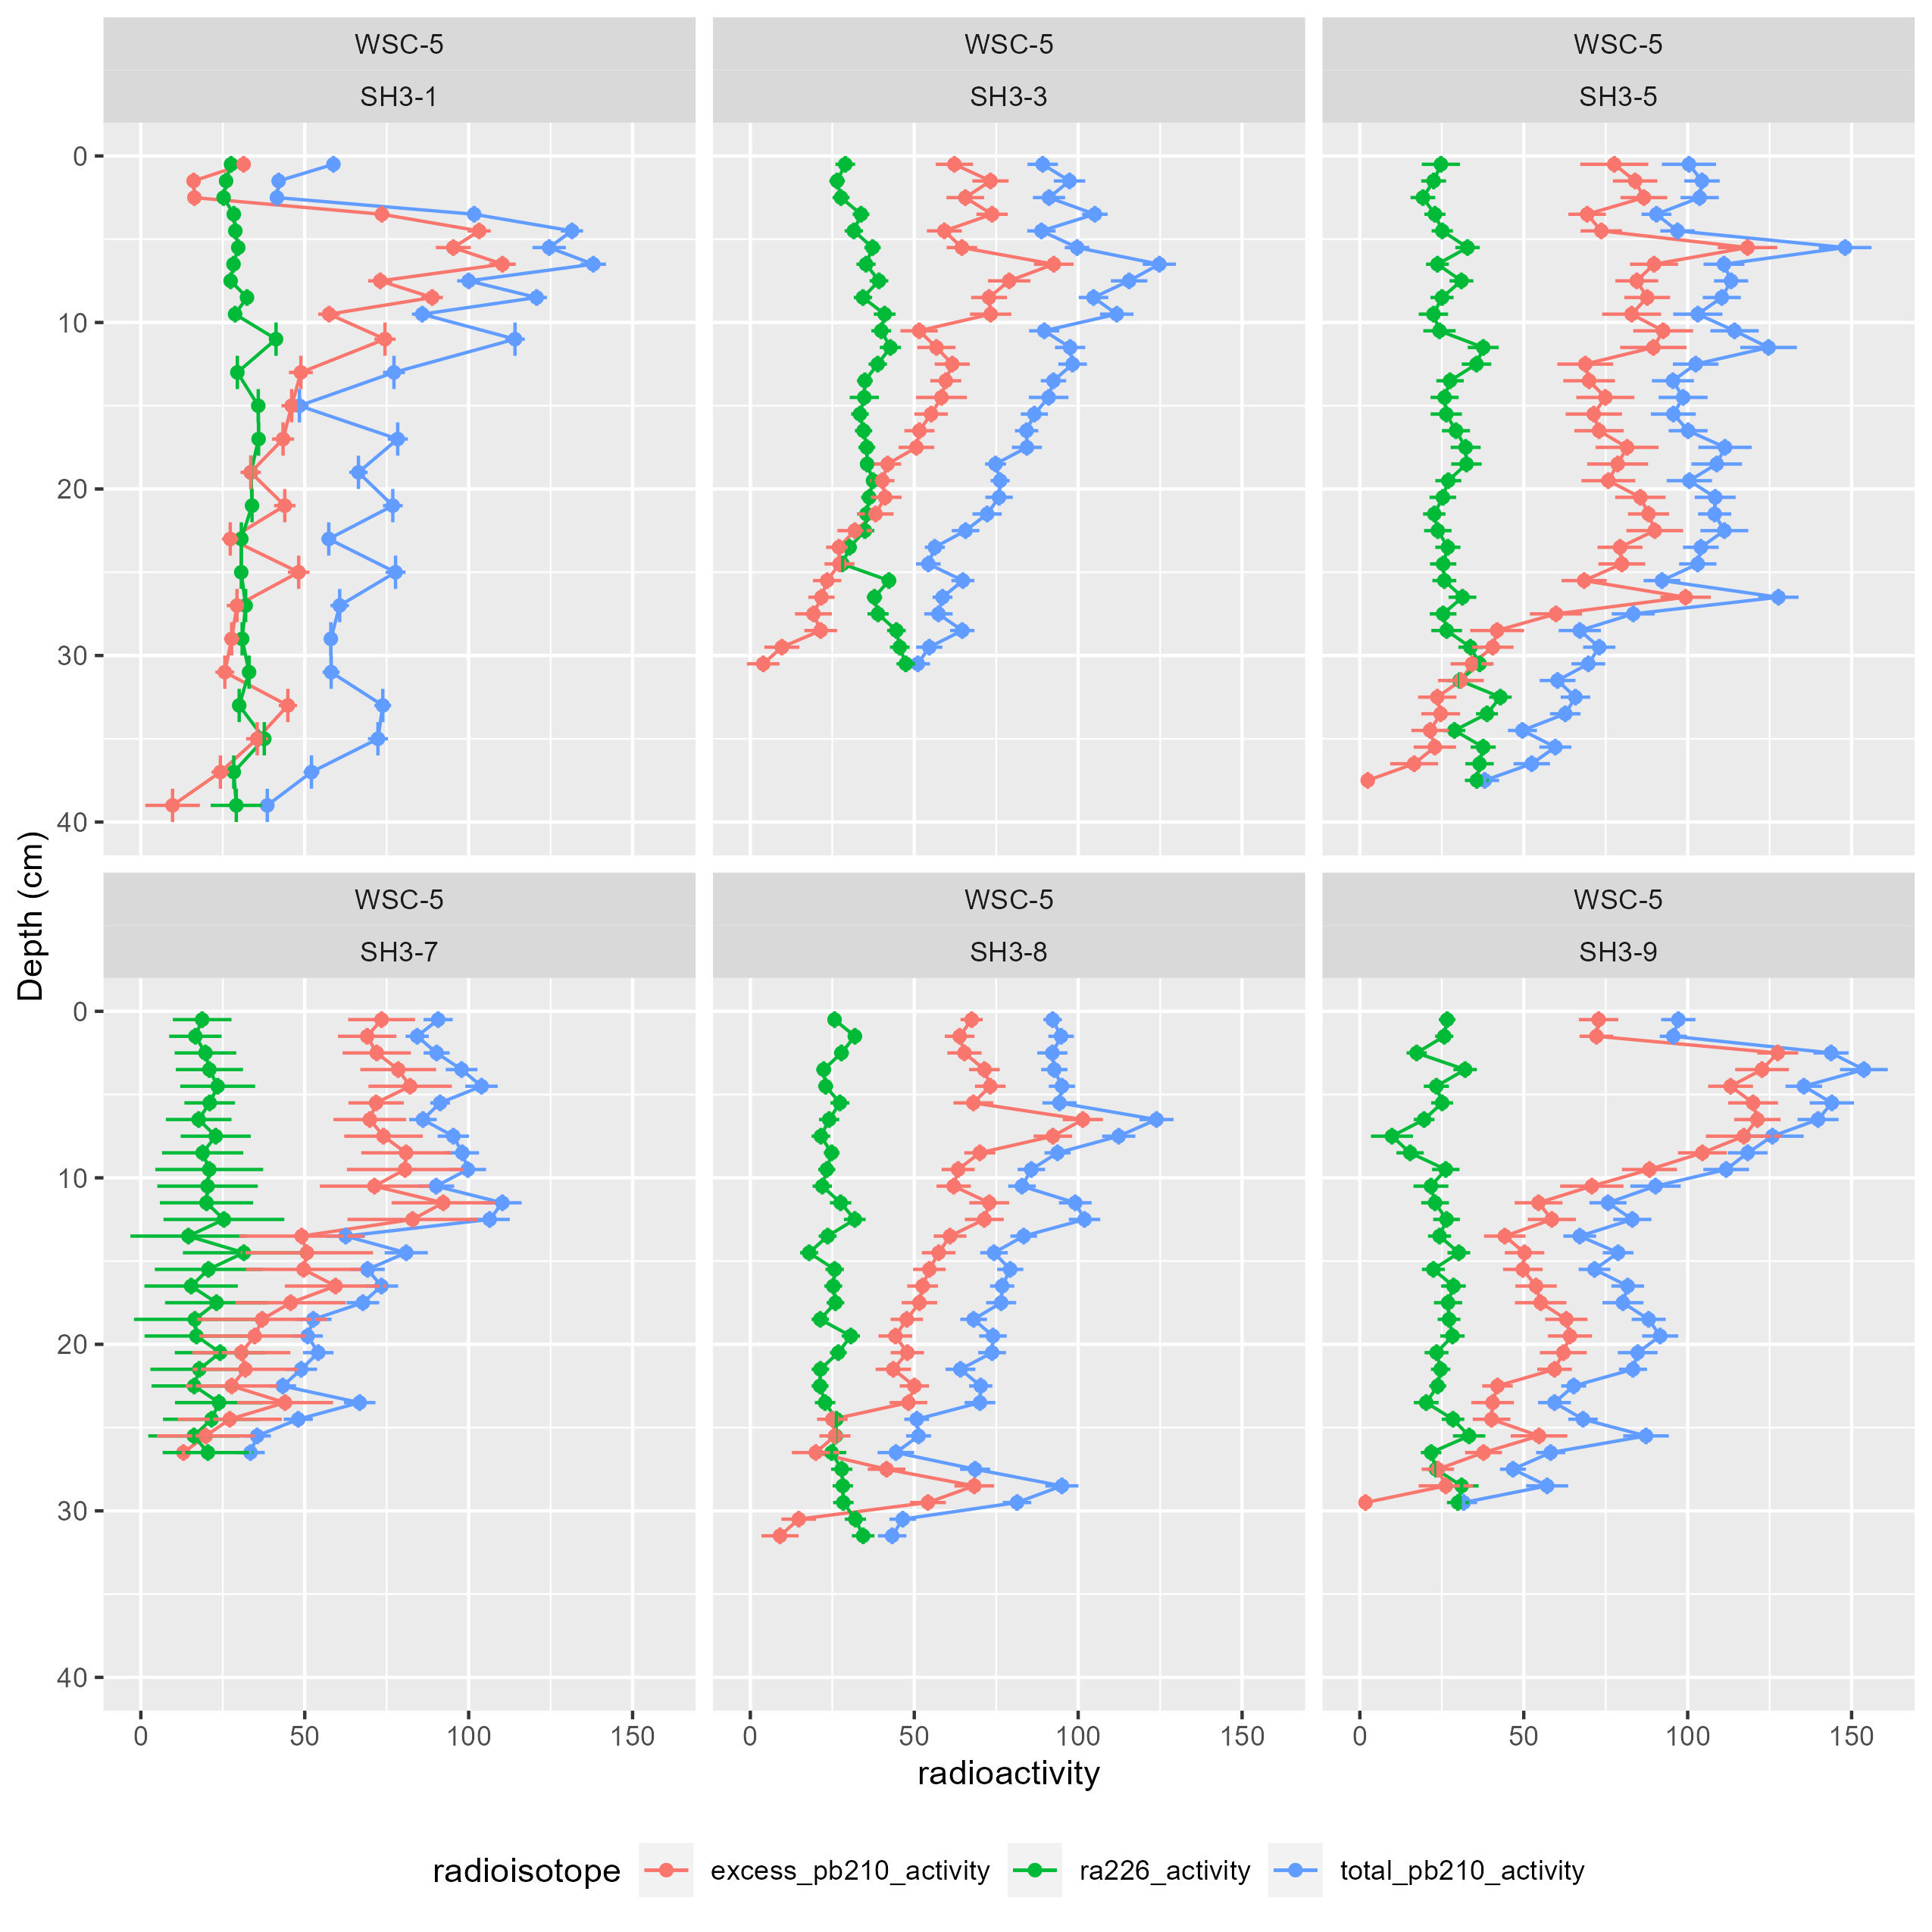 WSC-5 WSC-5 WSC-5
SH3-1 SH3-3 SH3-5
0
10
20
30
40
Depth (cm)
WSC-5 WSC-5 WSC-5
SH3-7 SH3-8 SH3-9
0
10
20
30
40
0 50 100 150 0 50 100 150 0 50 100 150
radioactivity
radioisotope excess_pb210_activity ra226_activity total_pb210_activity